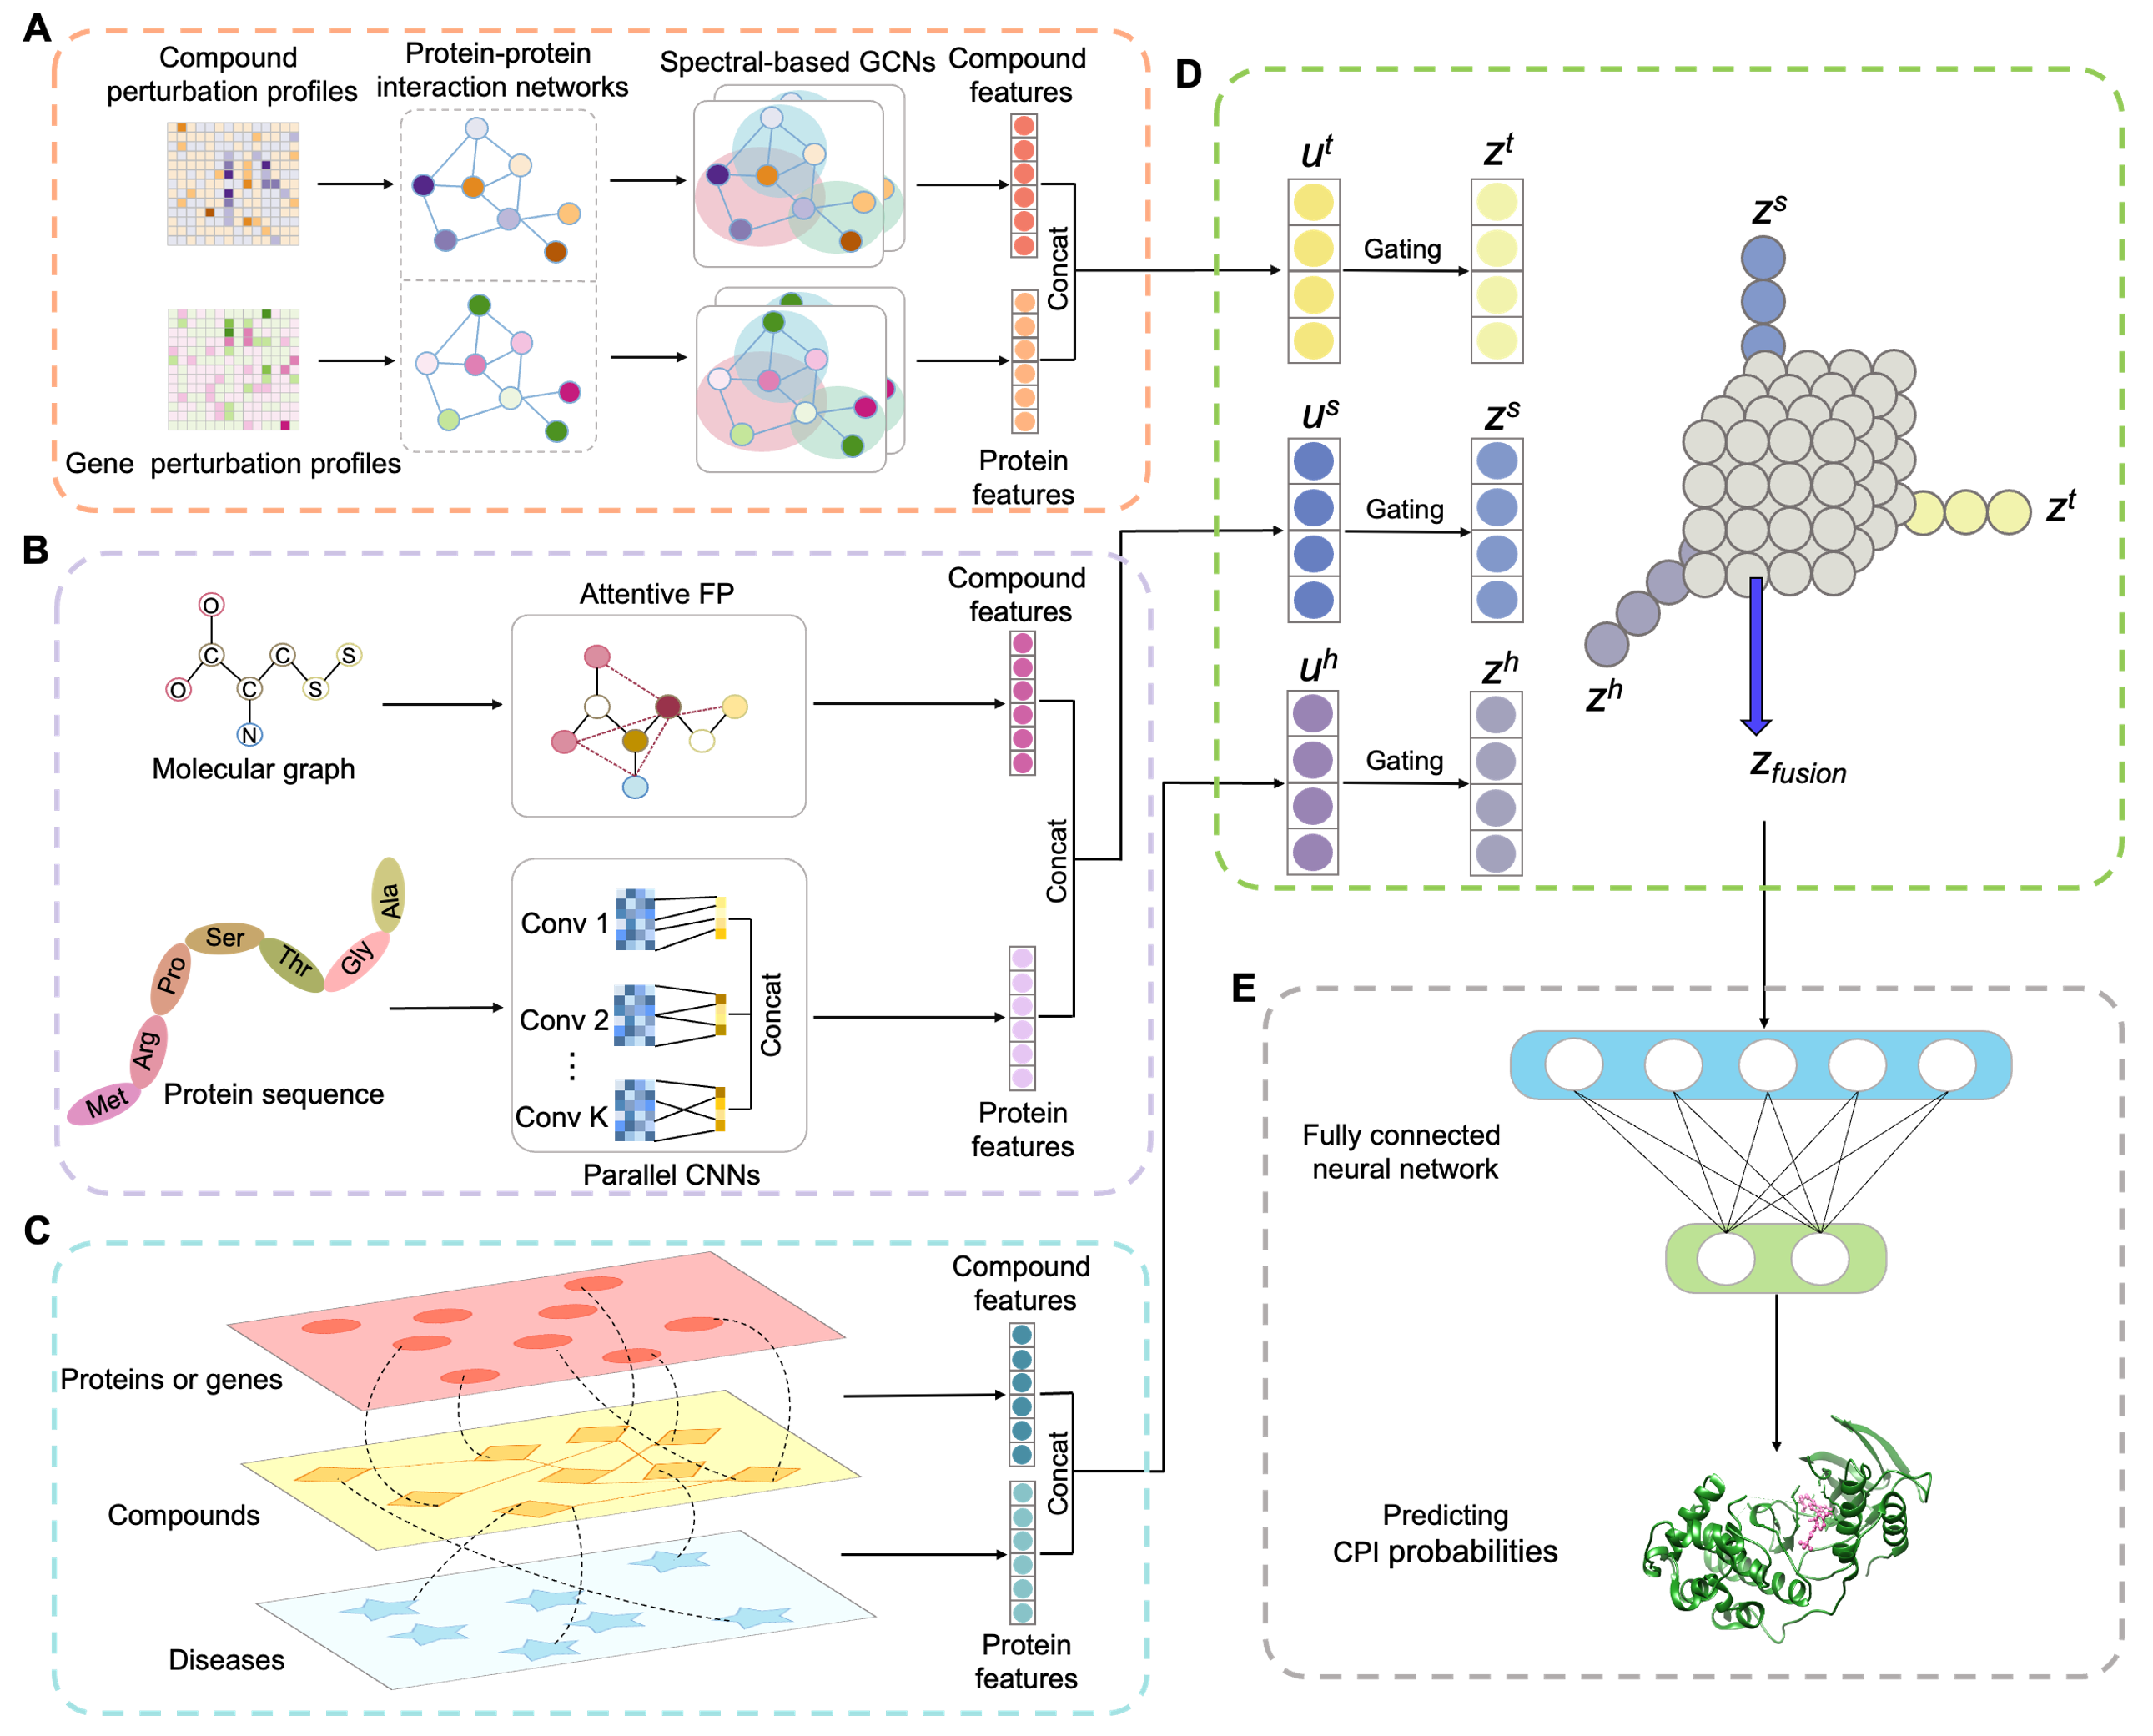 A
Compound
perturbation profiles
Protein-protein
interaction networks
Spectral-based GCNs
Compound
features
Concat
Gene perturbation profiles
Protein
features
B
O
C
C
S
O
C
S
N
Molecular graph
Attentive FP
Compound
features
Concat
Met
Arg
Pro
Ser
Thr
Gly
Ala
Protein sequence
Conv 1
Conv 2
⋮
Conv K
Concat
Parallel CNNs
Protein
features
C
Proteins or genes
Compounds
Diseases
Compound
features
Concat
Protein
features
D
u^t
Gating
z^t
u^s
Gating
z^s
u^h
Gating
z^h
z^s
z^t
z^h
z_fusion
E
Fully connected
neural network
Predicting
CPI probabilities